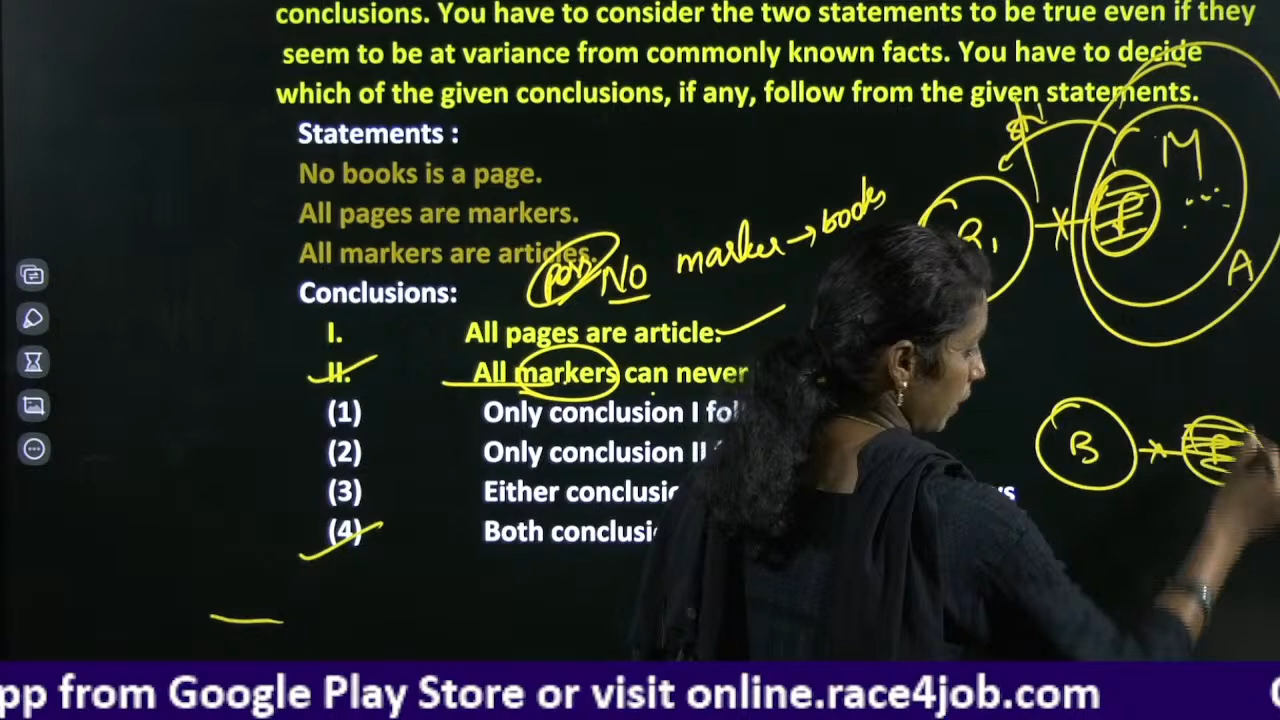 conclusions. You have to consider the two statements to be true even if they
seem to be at variance from commonly known facts. You have to decide
which of the given conclusions, if any, follow from the given statements.
Statements :
No books is a page.
All pages are markers.
All markers are articles.
Conclusions:
NO marker → books
I. All pages are article.
II. All markers can never
(1) Only conclusion I
(2) Only conclusion II
(3) Either
(4) Both
M
P
A
B
P
pp from Google Play Store or visit online.race4job.com